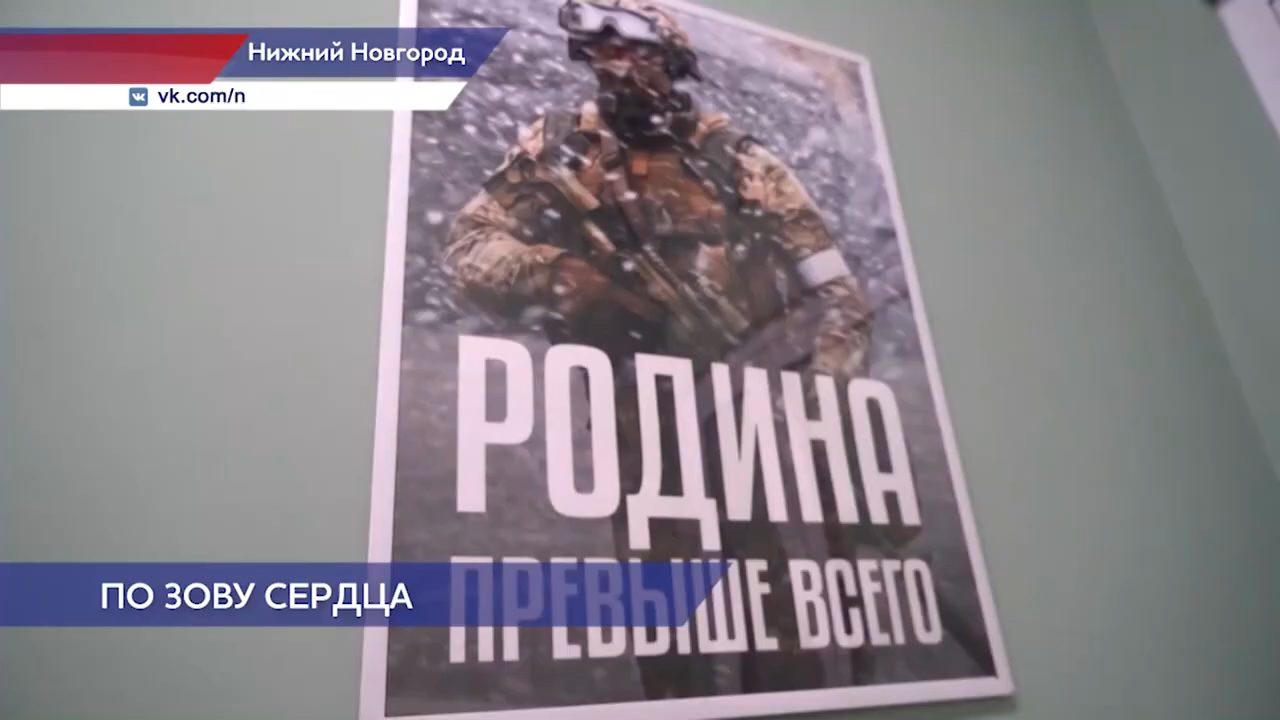 Нижний Новгород
vk.com/n
РОДИНА
ПРЕВЫШЕ ВСЕГО
ПО ЗОВУ СЕРДЦА